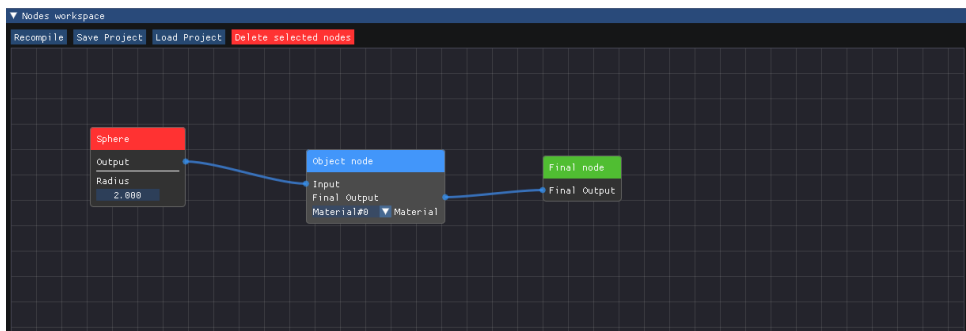 Nodes workspace
Recompile Save Project Load Project Delete selected nodes
Sphere
Output
Radius
2.000
Object node
Input
Final Output
Material#0 Material
Final node
Final Output